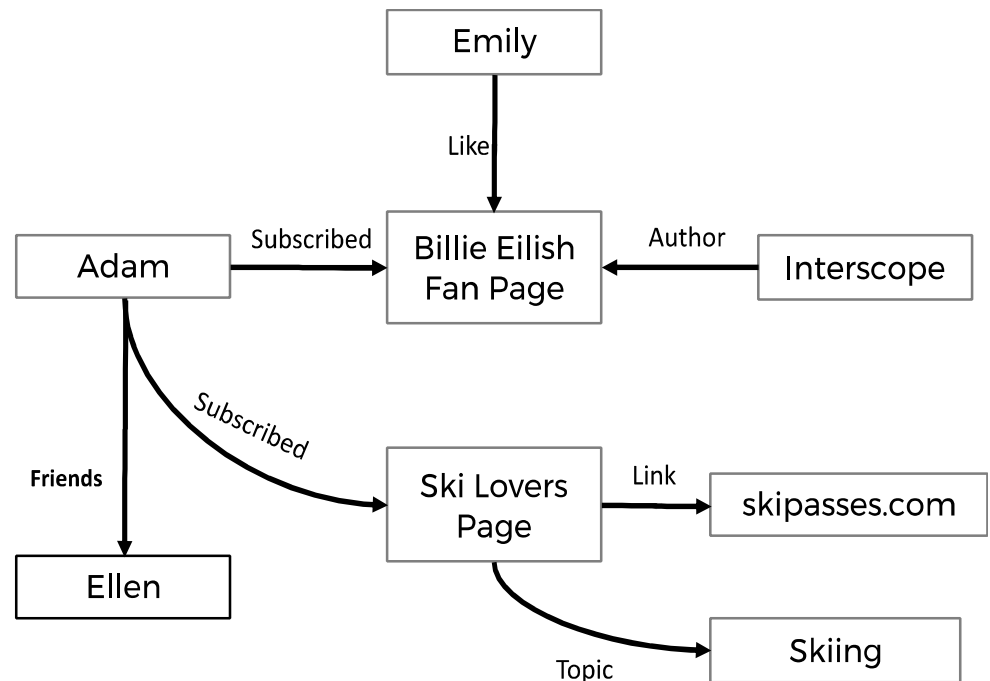 Emily
Like
Subscribed
Author
Adam
Billie Eilish
Fan Page
Interscope
Subscribed
Friends
Ski Lovers
Page
Link
skipasses.com
Ellen
Skiing
Topic